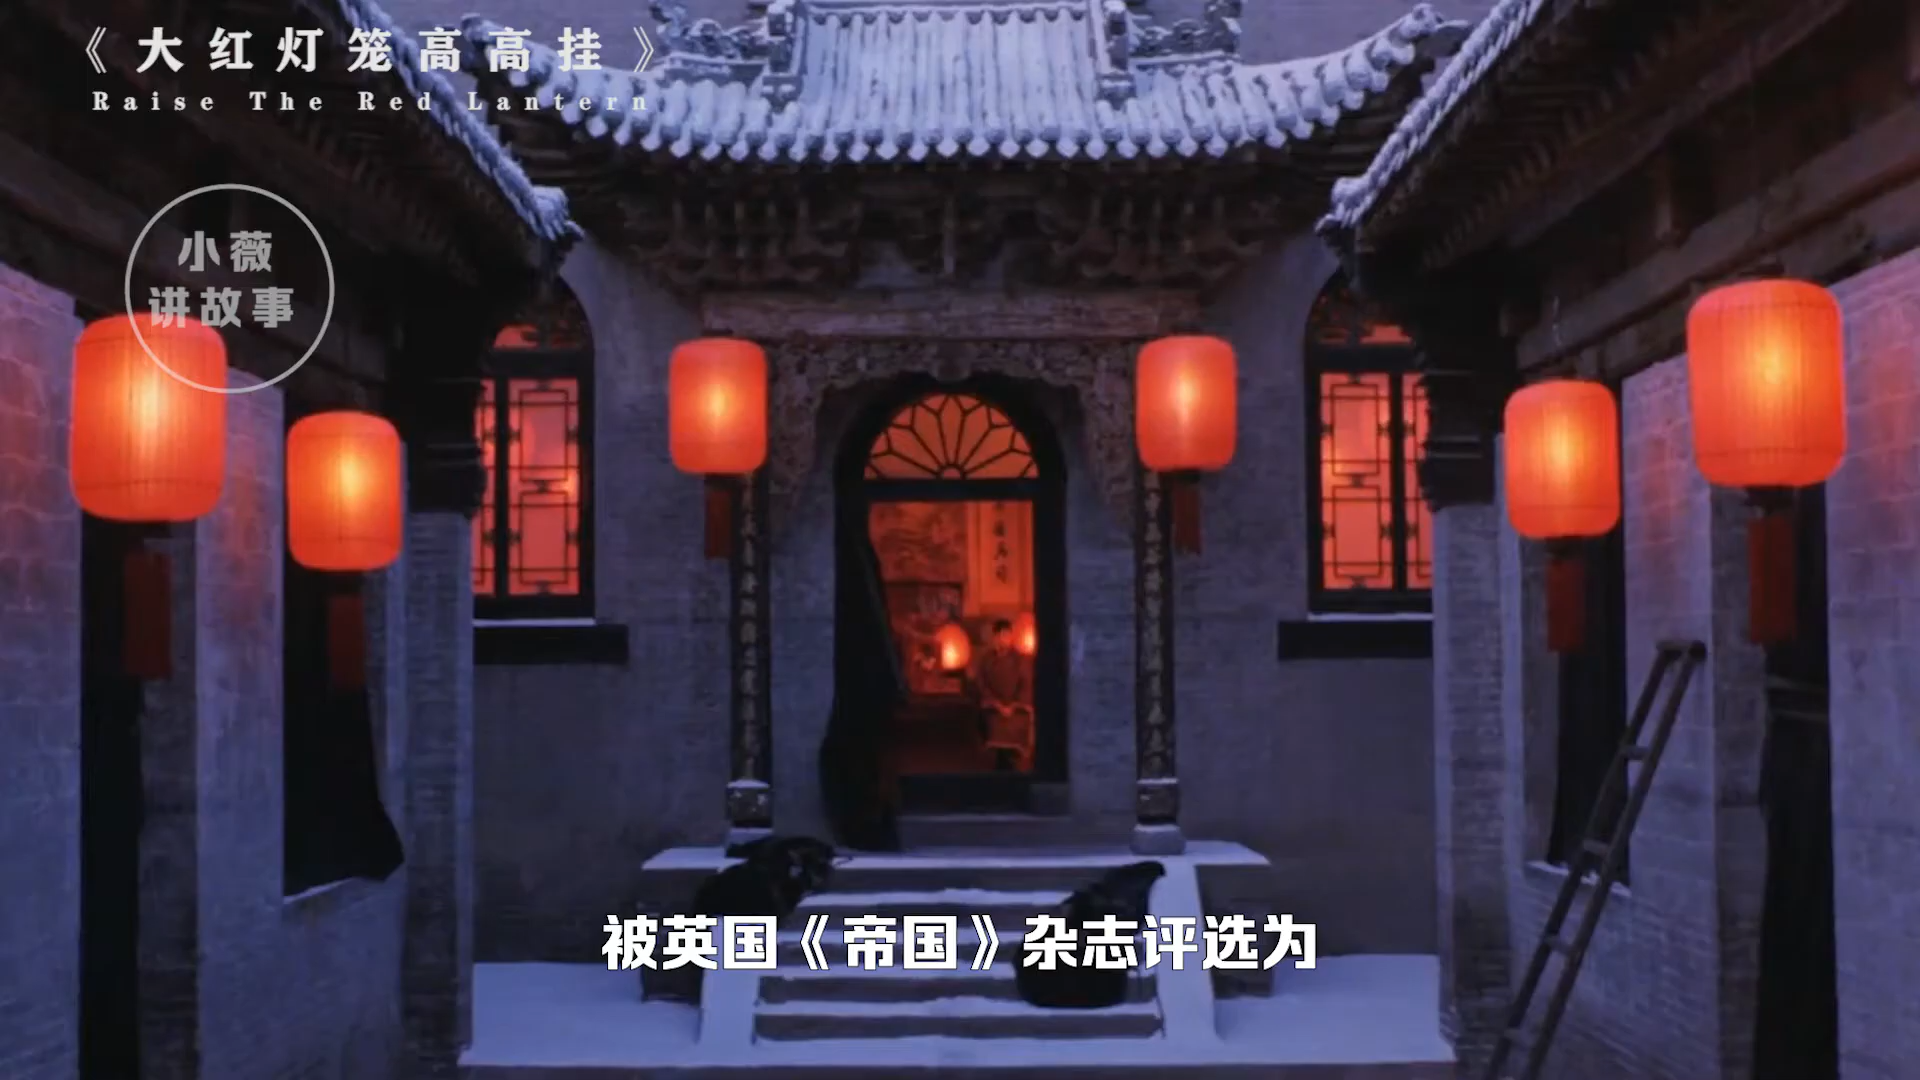 《大红灯笼高高挂》
Raise The Red Lantern
小薇
讲故事
被英国《帝国》杂志评选为